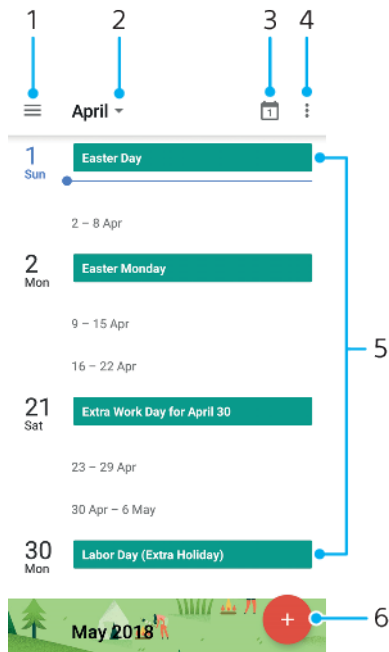 1 2 3 4
April
1
1 Easter Day
Sun
2 – 8 Apr
2 Easter Monday
Mon
9 – 15 Apr
5
16 – 22 Apr
21 Extra Work Day for April 30
Sat
23 – 29 Apr
30 Apr – 6 May
30 Labor Day (Extra Holiday)
Mon
6
May 2018